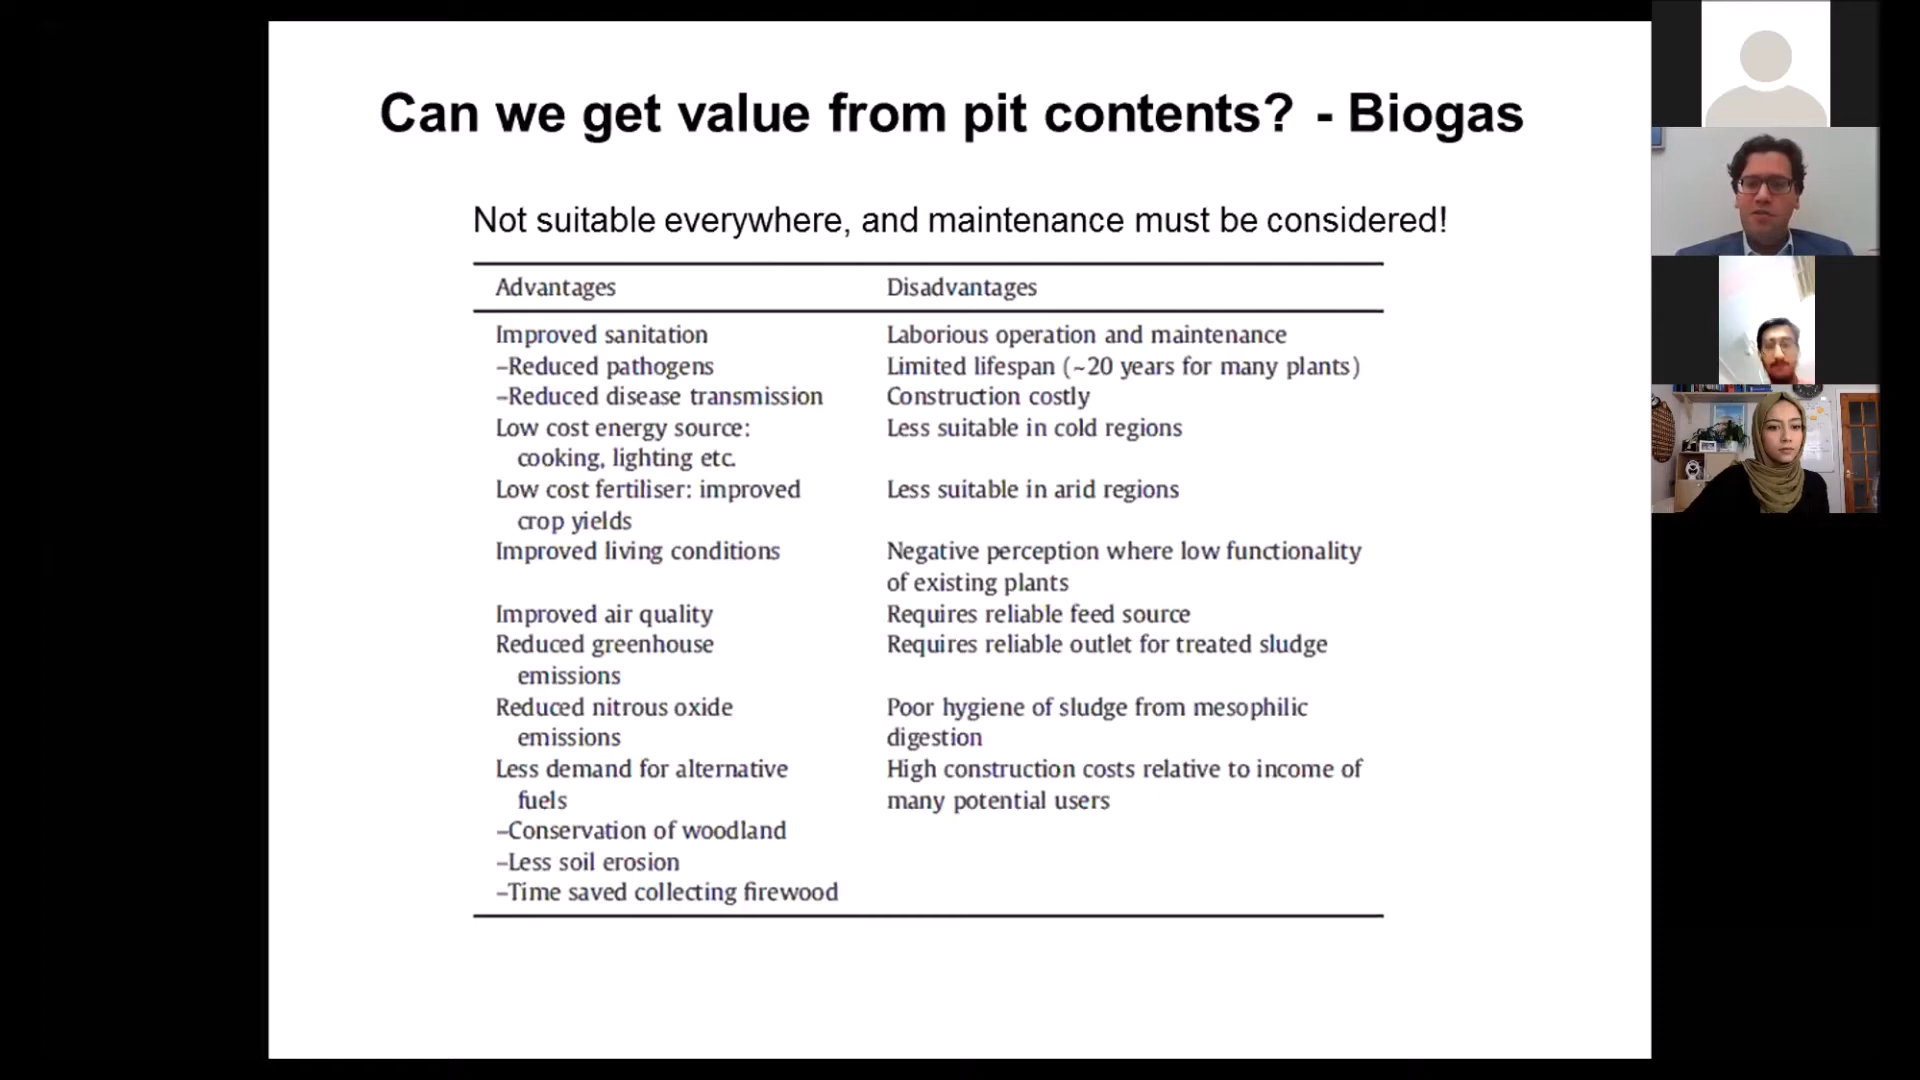 Can we get value from pit contents? - Biogas
Not suitable everywhere, and maintenance must be considered!
Advantages
Disadvantages
Improved sanitation
Laborious operation and maintenance
–Reduced pathogens
Limited lifespan (~20 years for many plants)
–Reduced disease transmission
Construction costly
Low cost energy source:
Less suitable in cold regions
cooking, lighting etc.
Low cost fertiliser: improved
Less suitable in arid regions
crop yields
Improved living conditions
Negative perception where low functionality
of existing plants
Improved air quality
Requires reliable feed source
Reduced greenhouse
Requires reliable outlet for treated sludge
emissions
Reduced nitrous oxide
Poor hygiene of sludge from mesophilic
emissions
digestion
Less demand for alternative
High construction costs relative to income of
fuels
many potential users
–Conservation of woodland
–Less soil erosion
–Time saved collecting firewood